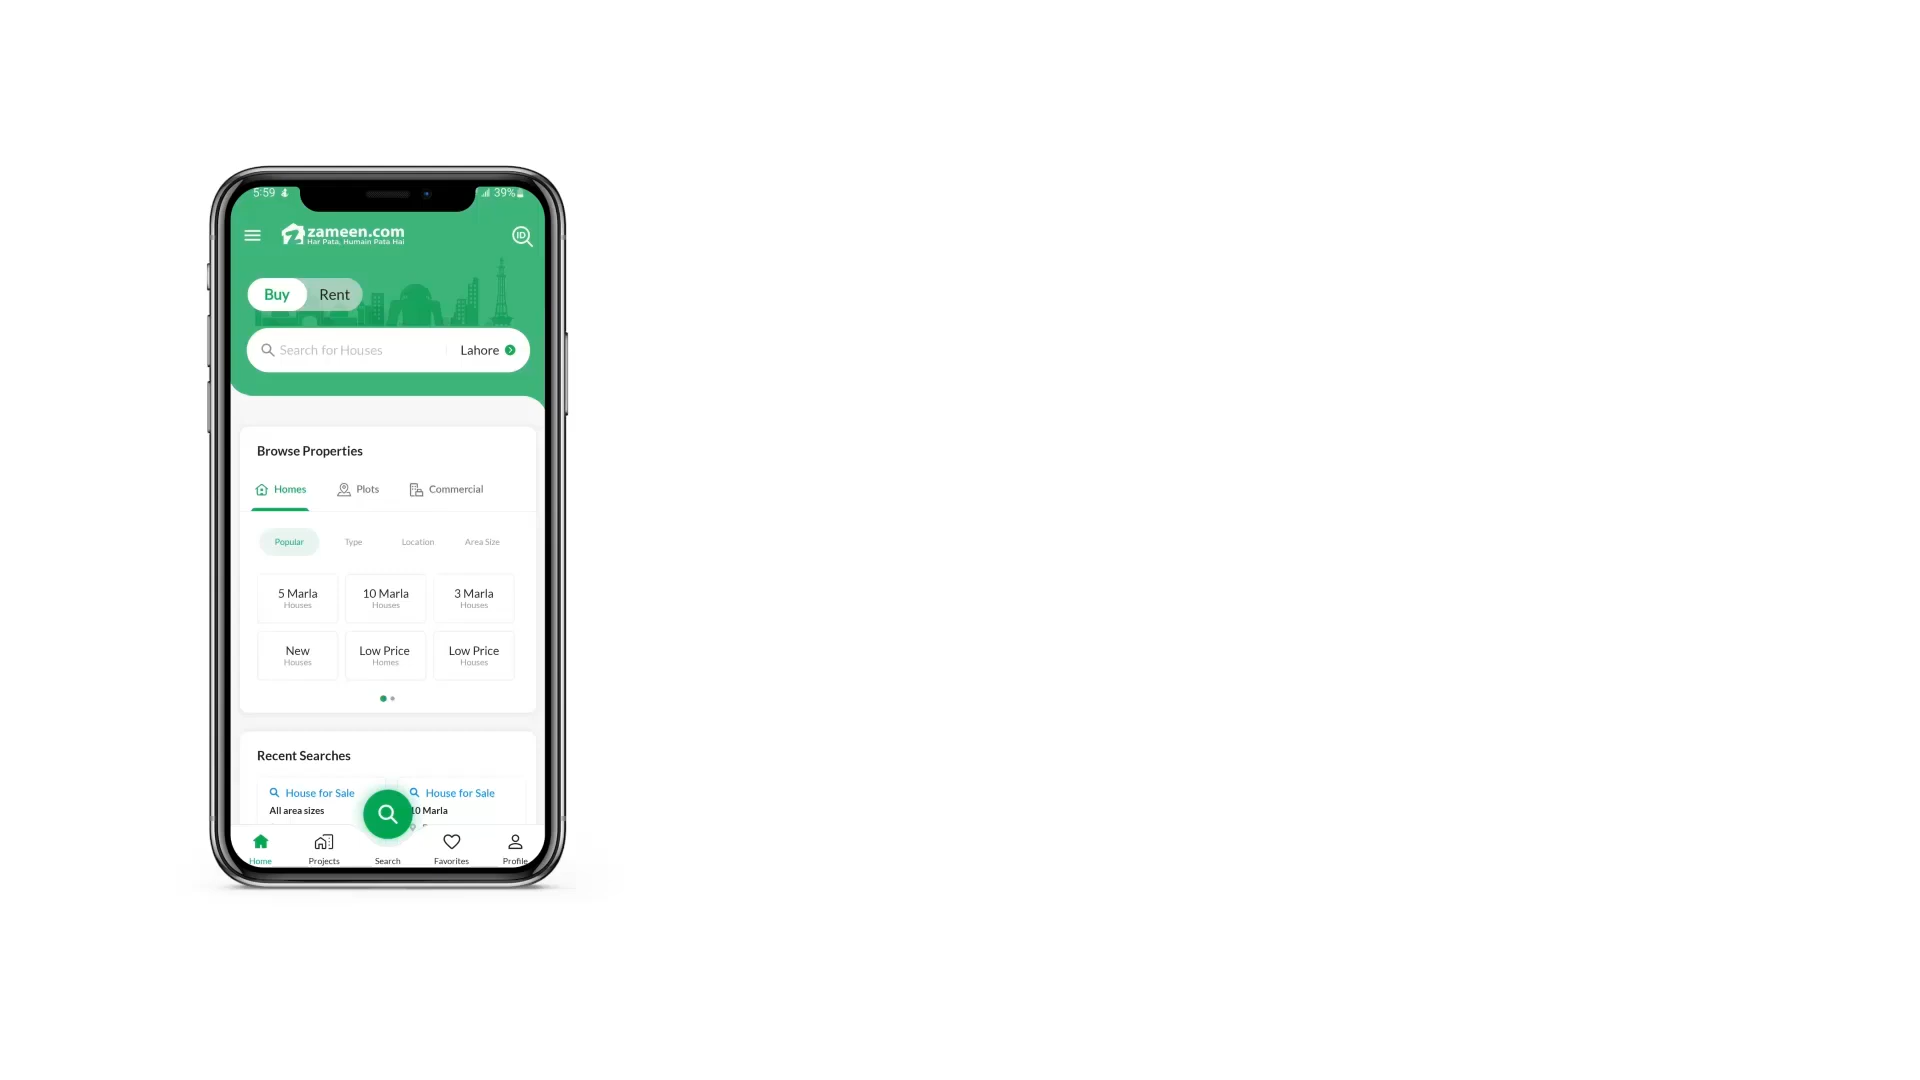 5:59
39%
zameen.com
Har Pata, Humain Pata Hai
ID
Buy Rent
Search for Houses Lahore
Browse Properties
Homes Plots Commercial
Popular Type Location Area Size
5 Marla 10 Marla 3 Marla
Houses Houses Houses
New Low Price Low Price
Houses Homes Houses
Recent Searches
House for Sale House for Sale
All area sizes 10 Marla
Home Projects Search Favorites Profile